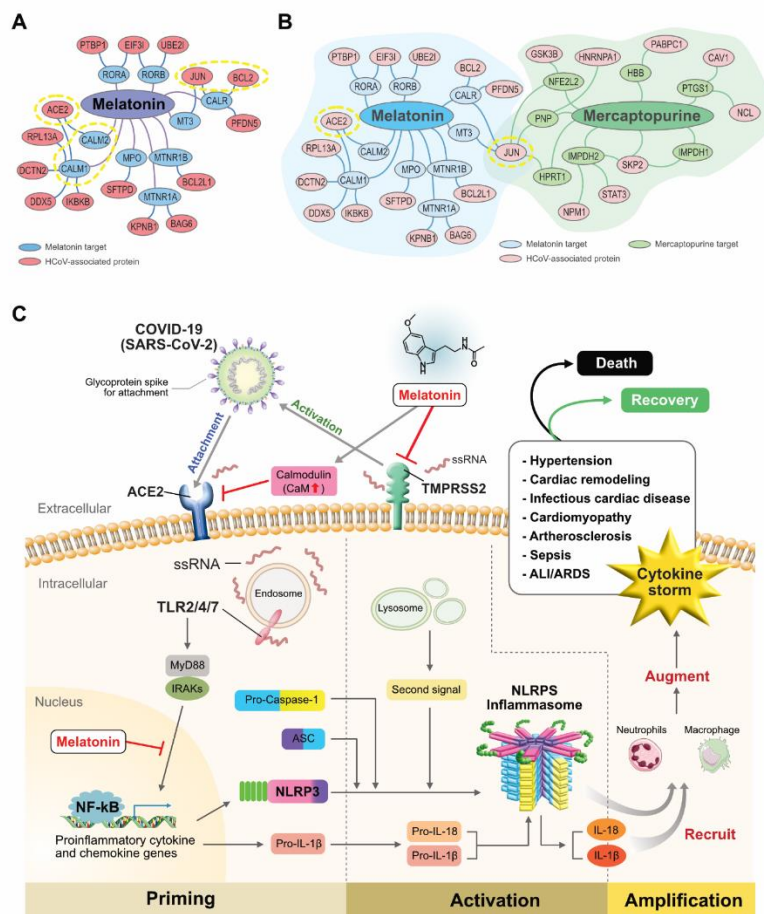 A
PTBP1
EIF3I
UBE2I
RORA
RORB
JUN
BCL2
ACE2
Melatonin
CALR
MT3
PFDN5
RPL13A
CALM2
MPO
MTNR1B
DCTN2
CALM1
BCL2L1
SFTPD
MTNR1A
DDX5
IKBKB
KPNB1
BAG6
Melatonin target
HCoV-associated protein
B
PTBP1
EIF3I
UBE2I
BCL2
RORA
RORB
CALR
PFDN5
ACE2
Melatonin
MT3
RPL13A
CALM2
JUN
MPO
MTNR1B
DCTN2
CALM1
BCL2L1
SFTPD
MTNR1A
DDX5
IKBKB
KPNB1
BAG6
GSK3B
HNRNPA1
PABPC1
CAV1
NFE2L2
HBB
PTGS1
PNP
Mercaptopurine
NCL
IMPDH2
IMPDH1
HPRT1
SKP2
STAT3
NPM1
Melatonin target
Mercaptopurine target
HCoV-associated protein
C
COVID-19
(SARS-CoV-2)
Glycoprotein spike
for attachment
O
N
H
H
N
O
Melatonin
Death
Recovery
Attachment
Activation
ssRNA
ACE2
Calmodulin
(CaM⬆)
TMPRSS2
Extracellular
- Hypertension
- Cardiac remodeling
- Infectious cardiac disease
- Cardiomyopathy
- Artherosclerosis
- Sepsis
- ALI/ARDS
Cytokine
storm
Intracellular
ssRNA
Endosome
TLR2/4/7
Lysosome
MyD88
IRAKs
Augment
Nucleus
Pro-Caspase-1
Second signal
NLRPS
Inflammasome
Neutrophils
Macrophage
Melatonin
ASC
NF-kB
NLRP3
Proinflammatory cytokine
and chemokine genes
Pro-IL-1β
Pro-IL-18
Pro-IL-1β
IL-18
IL-1β
Recruit
Priming
Activation
Amplification